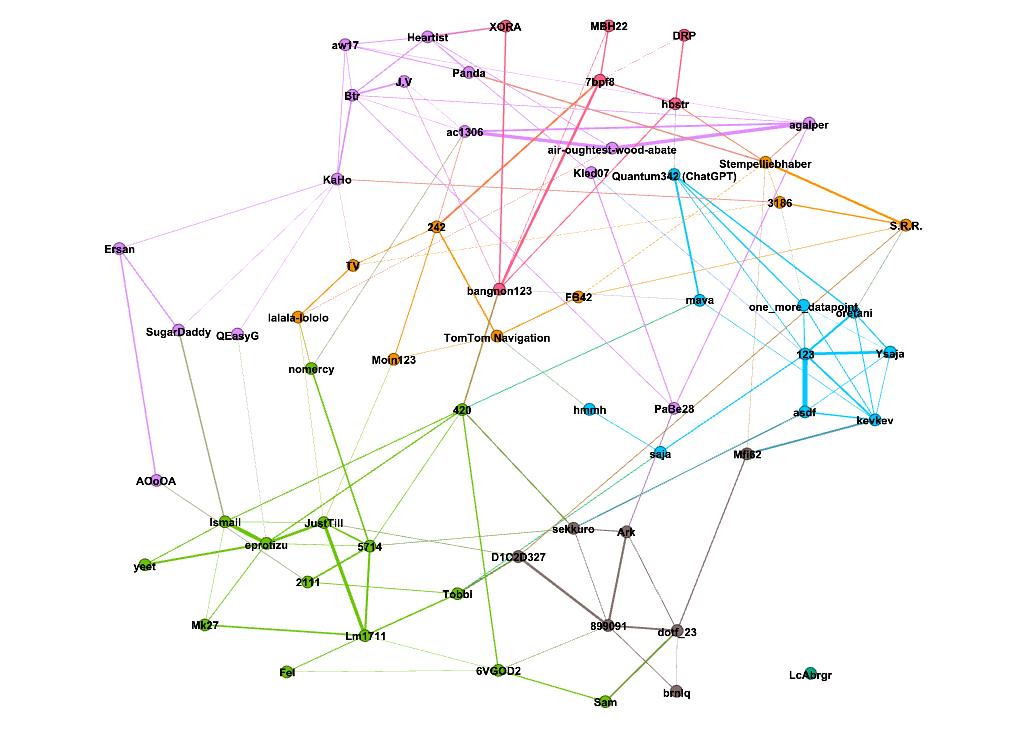 XORA
MBH22
DRP
Heartist
aw17
Panda
7bpf8
J.V
Btr
hbstr
agalper
ac1306
air-oughtest-wood-abate
Stempelliebhaber
Klad07
Quantum342 (ChatGPT)
KaHo
3186
242
S.R.R.
Ersan
TV
bangnon123
FB42
mava
one_more_datapoint
oretani
lalala-lololo
SugarDaddy
QEasyG
TomTom Navigation
123
Ysaja
Moin123
nomercy
420
hmmh
PaBe28
asdf
kevkev
saja
Mfi62
AOoOA
Ismail
JustTill
sekkuro
Ark
eprotizu
5714
D1C2D327
yeet
2111
Tobbi
Mk27
Lm1711
899091
dotf_23
Fel
6VGOD2
LcAbrgr
Sam
brnlq